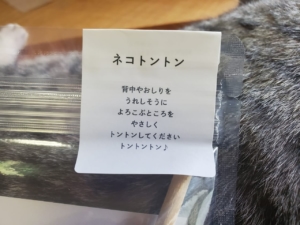 ネコトントン
背中やおしりを
うれしそうに
よろこぶところを
やさしく
トントンしてください
トントントン♪